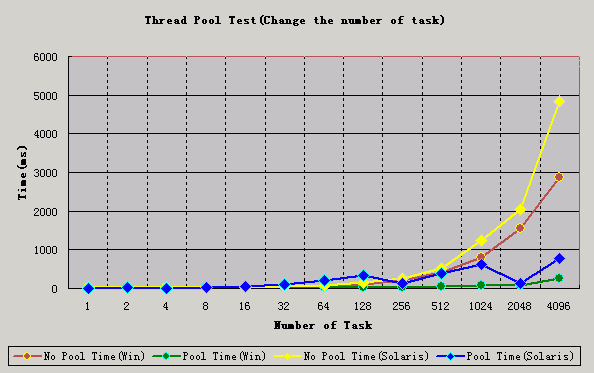 Thread Pool Test(Change the number of task)
6000
5000
4000
3000
2000
1000
0
Time(ms)
1 2 4 8 16 32 64 128 256 512 1024 2048 4096
Number of Task
No Pool Time(Win) Pool Time(Win) No Pool Time(Solaris) Pool Time(Solaris)